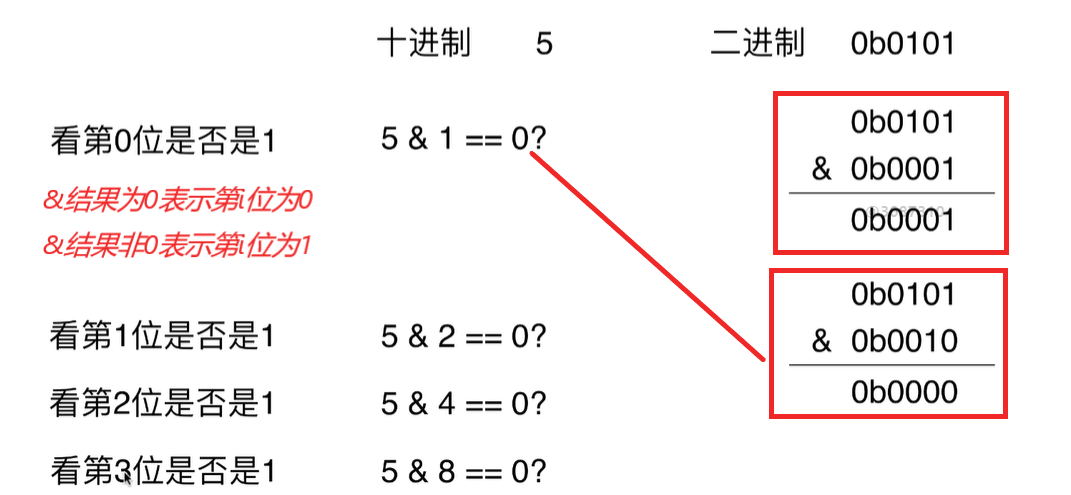 十进制 5 二进制 0b0101
看第0位是否是1 5 & 1 == 0?
&结果为0表示第i位为0
&结果非0表示第i位为1
0b0101
& 0b0001
0b0001
看第1位是否是1 5 & 2 == 0?
看第2位是否是1 5 & 4 == 0?
看第3位是否是1 5 & 8 == 0?
0b0101
& 0b0010
0b0000